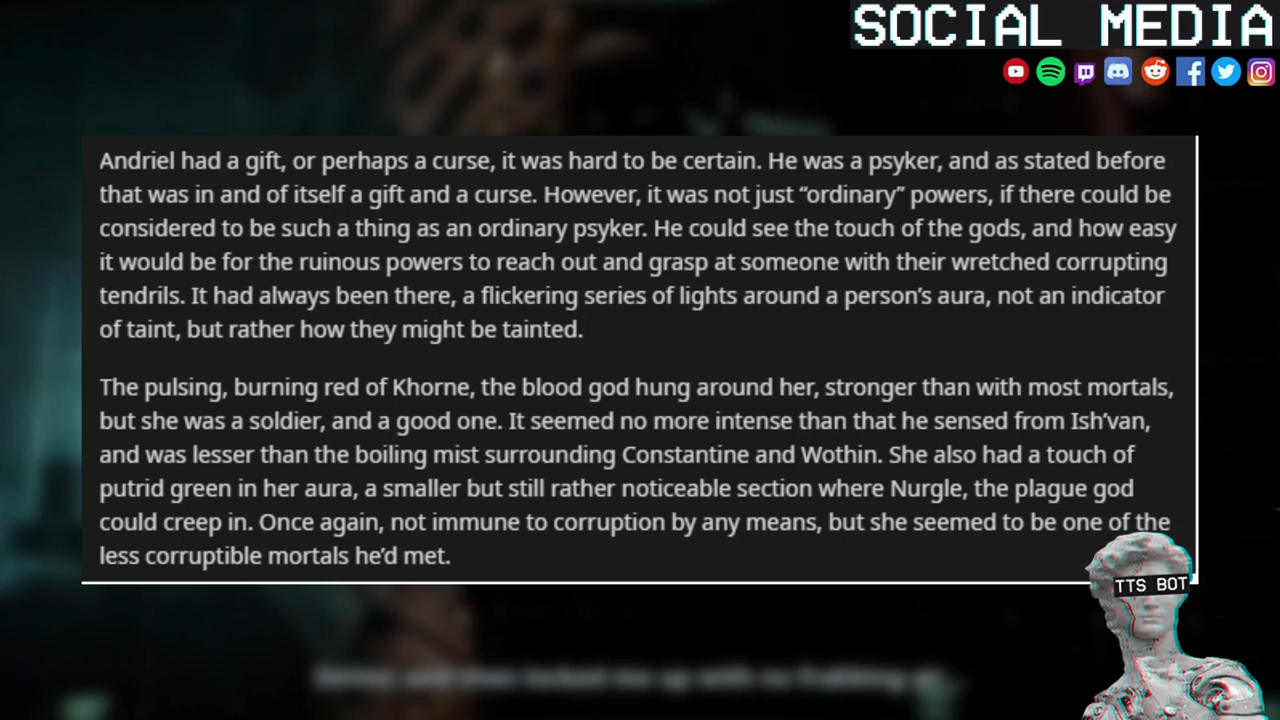 SOCIAL MEDIA
Andriel had a gift, or perhaps a curse, it was hard to be certain. He was a psyker, and as stated before
that was in and of itself a gift and a curse. However, it was not just “ordinary” powers, if there could be
considered to be such a thing as an ordinary psyker. He could see the touch of the gods, and how easy
it would be for the ruinous powers to reach out and grasp at someone with their wretched corrupting
tendrils. It had always been there, a flickering series of lights around a person’s aura, not an indicator
of taint, but rather how they might be tainted.
The pulsing, burning red of Khorne, the blood god hung around her, stronger than with most mortals,
but she was a soldier, and a good one. It seemed no more intense than that he sensed from Ish’van,
and was lesser than the boiling mist surrounding Constantine and Wothin. She also had a touch of
putrid green in her aura, a smaller but still rather noticeable section where Nurgle, the plague god
could creep in. Once again, not immune to corruption by any means, but she seemed to be one of the
less corruptible mortals he’d met.
TTS BOT